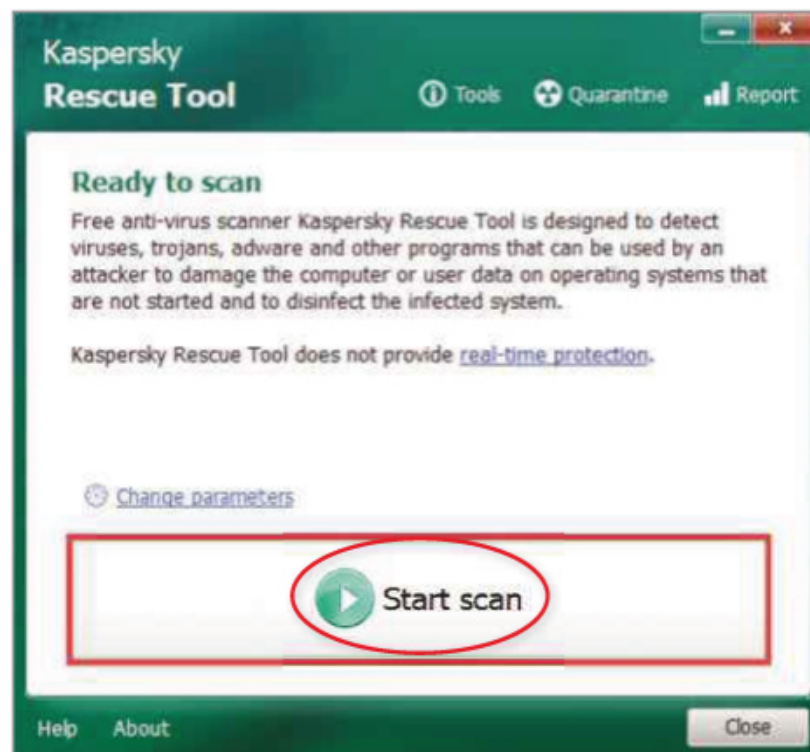 Kaspersky
Rescue Tool
Tools Quarantine Report
Ready to scan
Free anti-virus scanner Kaspersky Rescue Tool is designed to detect
viruses, trojans, adware and other programs that can be used by an
attacker to damage the computer or user data on operating systems that
are not started and to disinfect the infected system.
Kaspersky Rescue Tool does not provide real-time protection.
Change parameters
Start scan
Help About Close